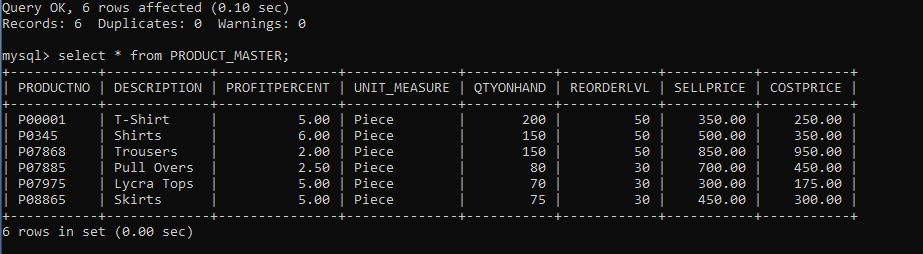 Query OK, 6 rows affected (0.10 sec)
Records: 6  Duplicates: 0  Warnings: 0
mysql> select * from PRODUCT_MASTER;
+-----------+-------------+---------------+--------------+-----------+------------+-----------+-----------+
| PRODUCTNO | DESCRIPTION | PROFITPERCENT | UNIT_MEASURE | QTYONHAND | REORDERLVL | SELLPRICE | COSTPRICE |
+-----------+-------------+---------------+--------------+-----------+------------+-----------+-----------+
| P00001    | T-Shirt     |          5.00 | Piece        |       200 |         50 |    350.00 |    250.00 |
| P0345     | Shirts      |          6.00 | Piece        |       150 |         50 |    500.00 |    350.00 |
| P07868    | Trousers    |          2.00 | Piece        |       150 |         50 |    850.00 |    950.00 |
| P07885    | Pull Overs  |          2.50 | Piece        |        80 |         30 |    700.00 |    450.00 |
| P07975    | Lycra Tops  |          5.00 | Piece        |        70 |         30 |    300.00 |    175.00 |
| P08865    | Skirts      |          5.00 | Piece        |        75 |         30 |    450.00 |    300.00 |
+-----------+-------------+---------------+--------------+-----------+------------+-----------+-----------+
6 rows in set (0.00 sec)